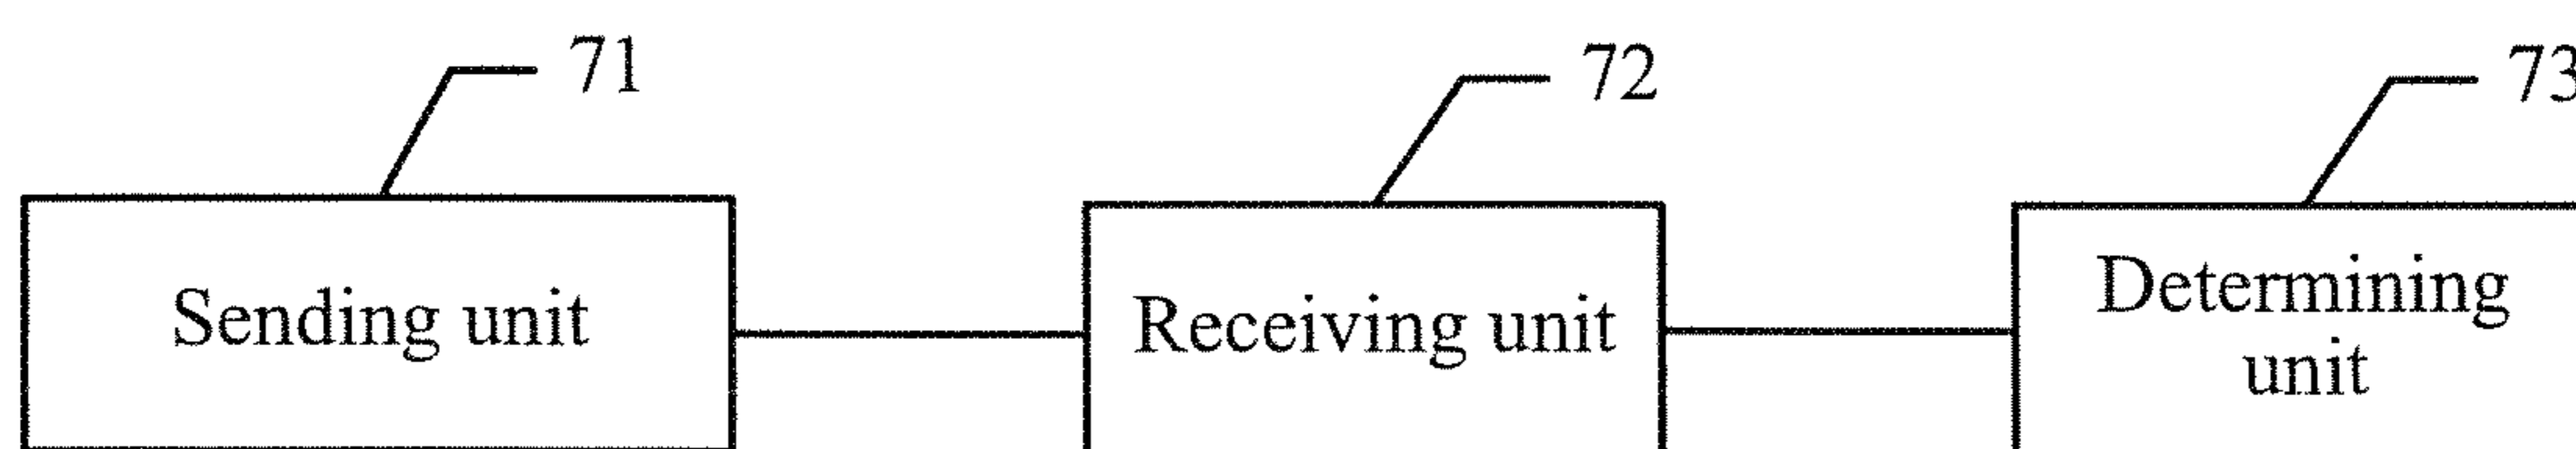 71
72
73
Sending unit
Receiving unit
Determining
unit